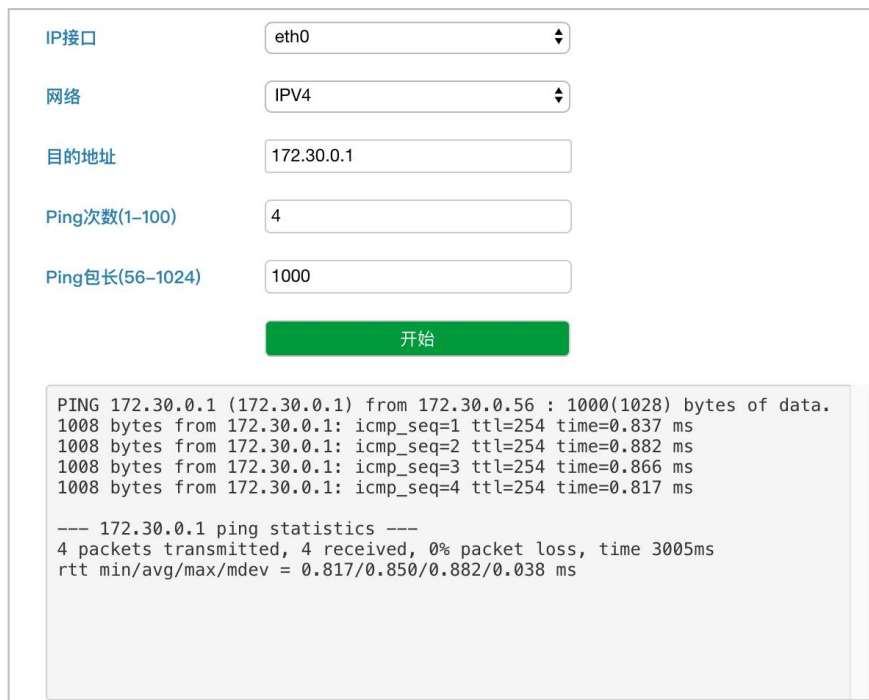 IP接口 eth0
网络 IPV4
目的地址 172.30.0.1
Ping次数(1-100) 4
Ping包长(56-1024) 1000
开始
PING 172.30.0.1 (172.30.0.1) from 172.30.0.56 : 1000(1028) bytes of data.
1008 bytes from 172.30.0.1: icmp_seq=1 ttl=254 time=0.837 ms
1008 bytes from 172.30.0.1: icmp_seq=2 ttl=254 time=0.882 ms
1008 bytes from 172.30.0.1: icmp_seq=3 ttl=254 time=0.866 ms
1008 bytes from 172.30.0.1: icmp_seq=4 ttl=254 time=0.817 ms
--- 172.30.0.1 ping statistics ---
4 packets transmitted, 4 received, 0% packet loss, time 3005ms
rtt min/avg/max/mdev = 0.817/0.850/0.882/0.038 ms